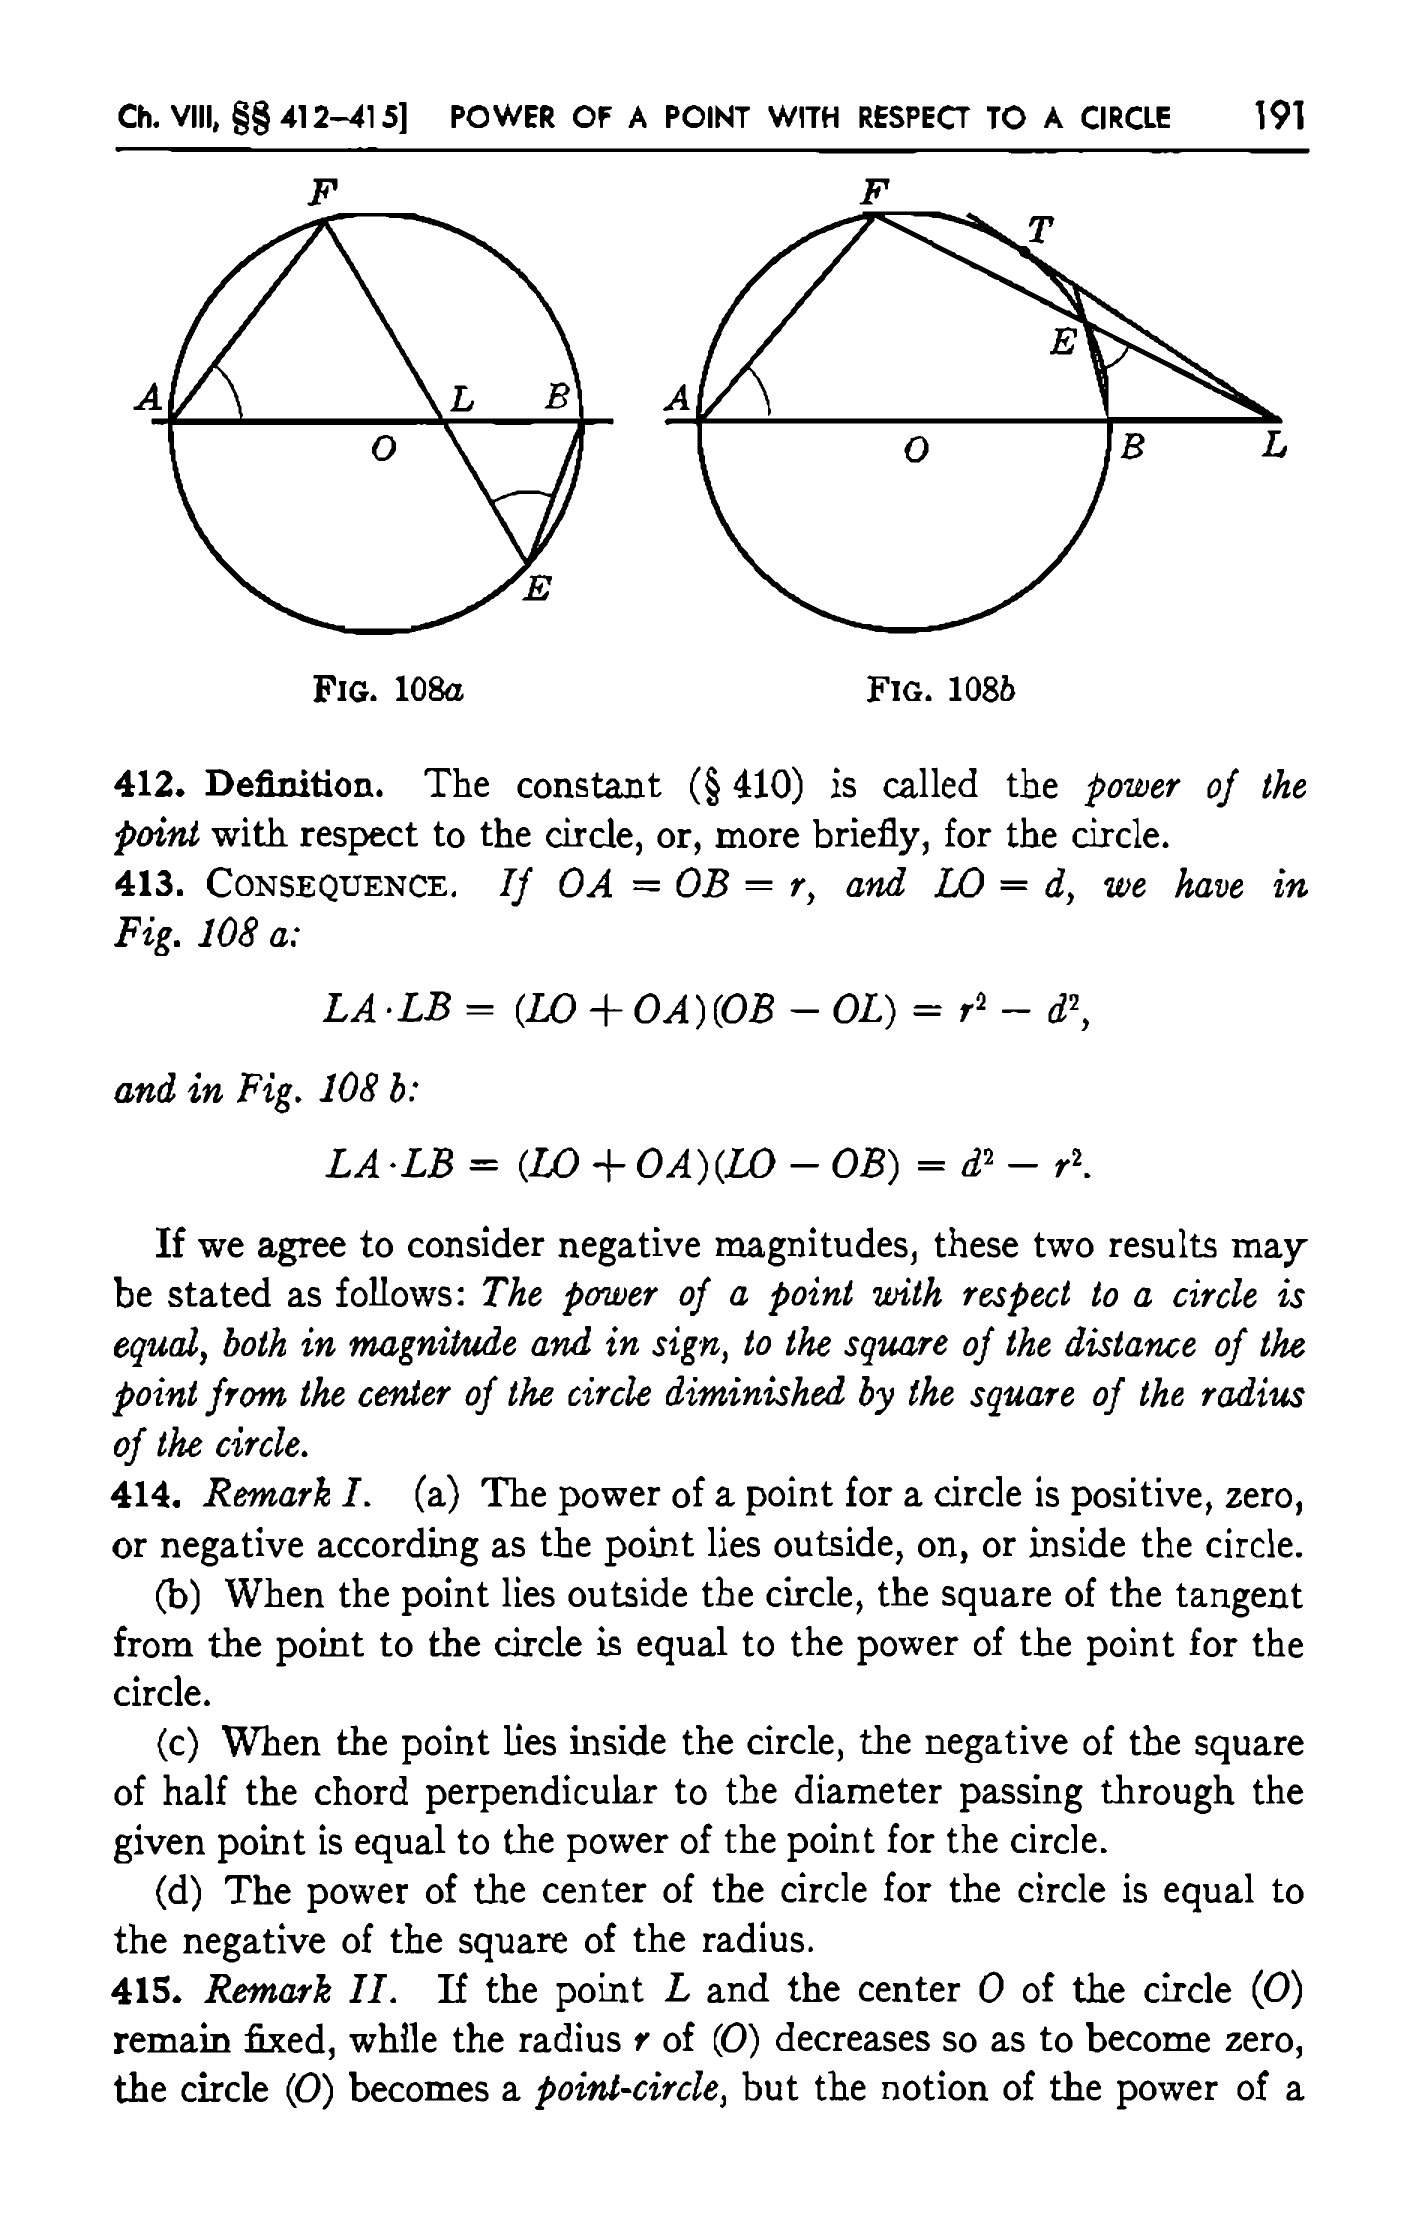 Ch. VIII, §§ 412–415] POWER OF A POINT WITH RESPECT TO A CIRCLE 191
F F
T
E
A L B A
O O B L
E
FIG. 108a FIG. 108b
412. Definition. The constant (§ 410) is called the power of the
point with respect to the circle, or, more briefly, for the circle.
413. CONSEQUENCE. If OA = OB = r, and LO = d, we have in
Fig. 108 a:
LA·LB = (LO + OA)(OB − OL) = r² − d²,
and in Fig. 108 b:
LA·LB = (LO + OA)(LO − OB) = d² − r².
If we agree to consider negative magnitudes, these two results may
be stated as follows: The power of a point with respect to a circle is
equal, both in magnitude and in sign, to the square of the distance of the
point from the center of the circle diminished by the square of the radius
of the circle.
414. Remark I. (a) The power of a point for a circle is positive, zero,
or negative according as the point lies outside, on, or inside the circle.
(b) When the point lies outside the circle, the square of the tangent
from the point to the circle is equal to the power of the point for the
circle.
(c) When the point lies inside the circle, the negative of the square
of half the chord perpendicular to the diameter passing through the
given point is equal to the power of the point for the circle.
(d) The power of the center of the circle for the circle is equal to
the negative of the square of the radius.
415. Remark II. If the point L and the center O of the circle (O)
remain fixed, while the radius r of (O) decreases so as to become zero,
the circle (O) becomes a point-circle, but the notion of the power of a